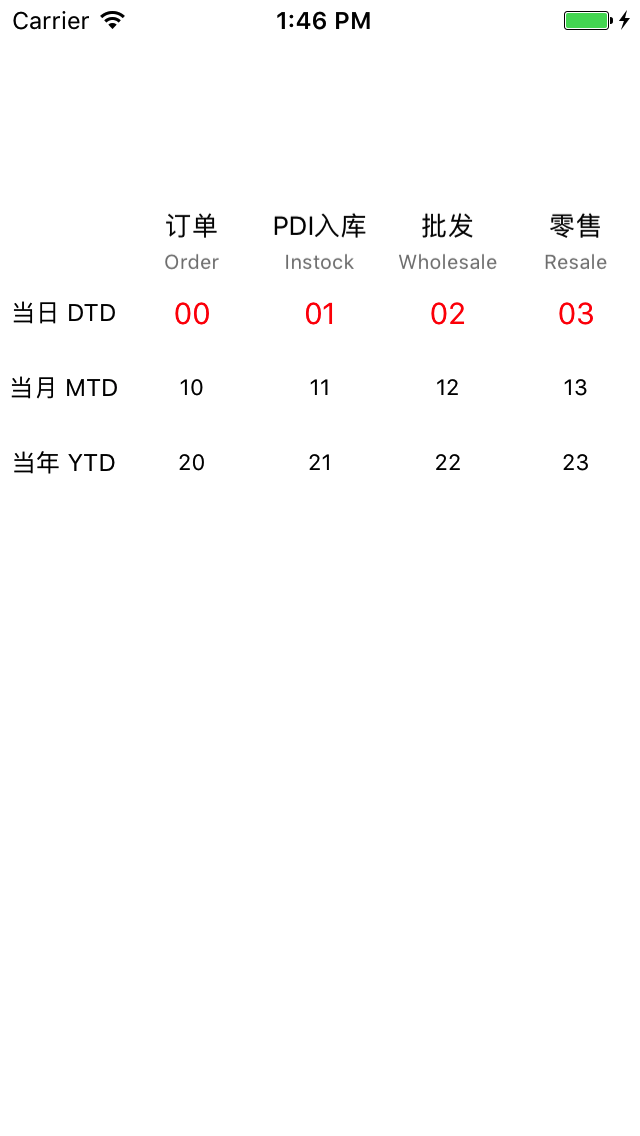 Carrier 1:46 PM
订单 PDI入库 批发 零售
Order Instock Wholesale Resale
当日 DTD 00 01 02 03
当月 MTD 10 11 12 13
当年 YTD 20 21 22 23